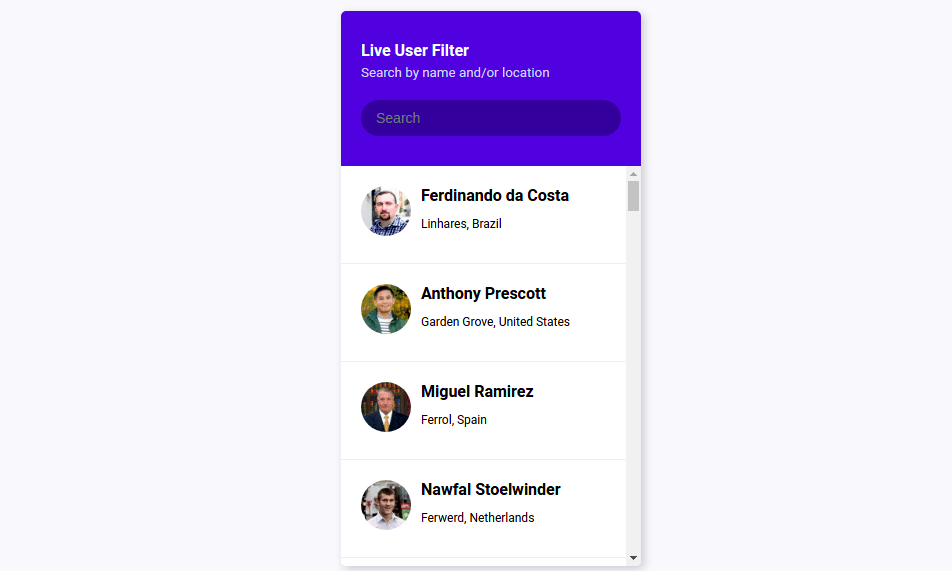 Live User Filter
Search by name and/or location
Search
Ferdinando da Costa
Linhares, Brazil
Anthony Prescott
Garden Grove, United States
Miguel Ramirez
Ferrol, Spain
Nawfal Stoelwinder
Ferwerd, Netherlands